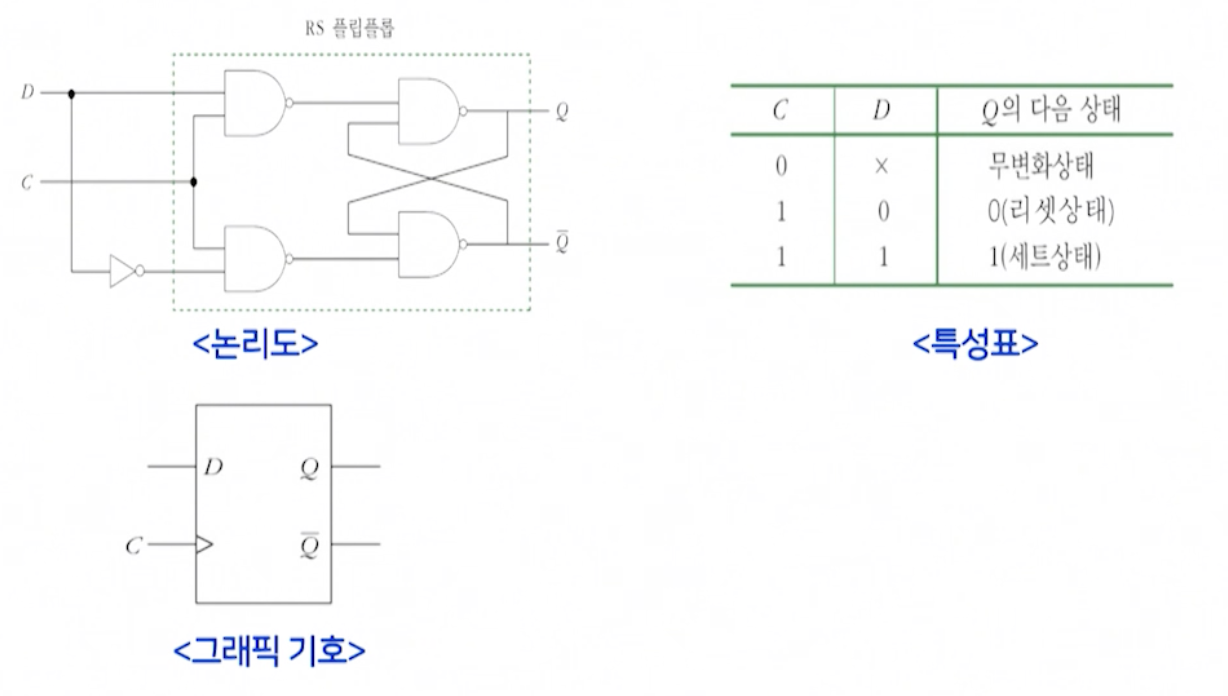 RS 플립플롭
D
Q
C
Q̅
<논리도>
C D Q의 다음 상태
0 × 무변화상태
1 0 0(리셋상태)
1 1 1(세트상태)
<특성표>
D Q
C Q̅
<그래픽 기호>